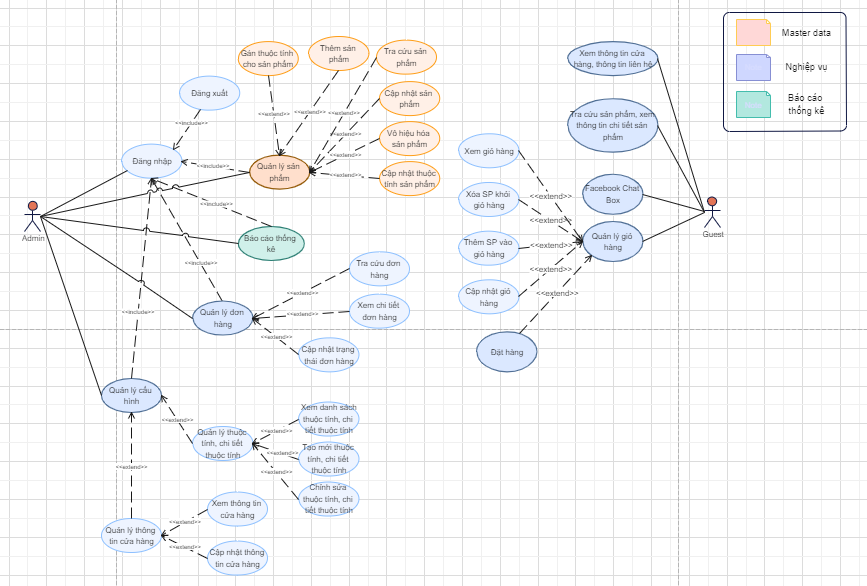 Gán thuộc tính
cho sản phẩm
Thêm sản
phẩm
Tra cứu sản
phẩm
Đăng xuất
Cập nhật sản
phẩm
Vô hiệu hóa
sản phẩm
Cập nhật thuộc
tính sản phẩm
Đăng nhập
Quản lý sản
phẩm
<<include>>
<<include>>
<<include>>
<<include>>
<<include>>
<<extend>>
<<extend>>
<<extend>>
<<extend>>
<<extend>>
<<extend>>
Admin
Báo cáo thống
kê
Tra cứu đơn
hàng
Quản lý đơn
hàng
Xem chi tiết
đơn hàng
Cập nhật trạng
thái đơn hàng
<<extend>>
<<extend>>
<<extend>>
Quản lý cấu
hình
Quản lý thuộc
tính, chi tiết
thuộc tính
Xem danh sách
thuộc tính, chi
tiết thuộc tính
Tạo mới thuộc
tính, chi tiết
thuộc tính
Chỉnh sửa
thuộc tính, chi
tiết thuộc tính
<<extend>>
<<extend>>
<<extend>>
<<extend>>
<<extend>>
Quản lý thông
tin cửa hàng
Xem thông tin
cửa hàng
Cập nhật thông
tin cửa hàng
<<extend>>
<<extend>>
Xem thông tin cửa
hàng, thông tin liên hệ
Tra cứu sản phẩm, xem
thông tin chi tiết sản
phẩm
Facebook Chat
Box
Quản lý giỏ
hàng
Guest
Xem giỏ hàng
Xóa SP khỏi
giỏ hàng
Thêm SP vào
giỏ hàng
Cập nhật giỏ
hàng
Đặt hàng
<<extend>>
<<extend>>
<<extend>>
<<extend>>
<<extend>>
Master data
Nghiệp vụ
Báo cáo
thống kê